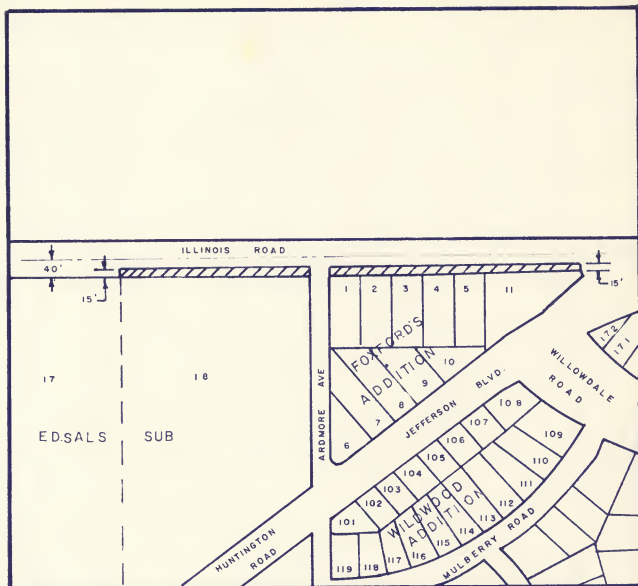 ILLINOIS ROAD
40'
15'
15'
1 2 3 4 5 11
172
171
FOXFORD'S
ADDITION
10
9
8
7
6
17
18
WILLOWDALE
ROAD
ARDMORE AVE
JEFFERSON BLVD.
EDSALS SUB
108
107
106
105
104
103
102
101
109
110
111
112
113
114
115
116
117
118
119
WILDWOOD
ADDITION
HUNTINGTON
ROAD
MULBERRY ROAD